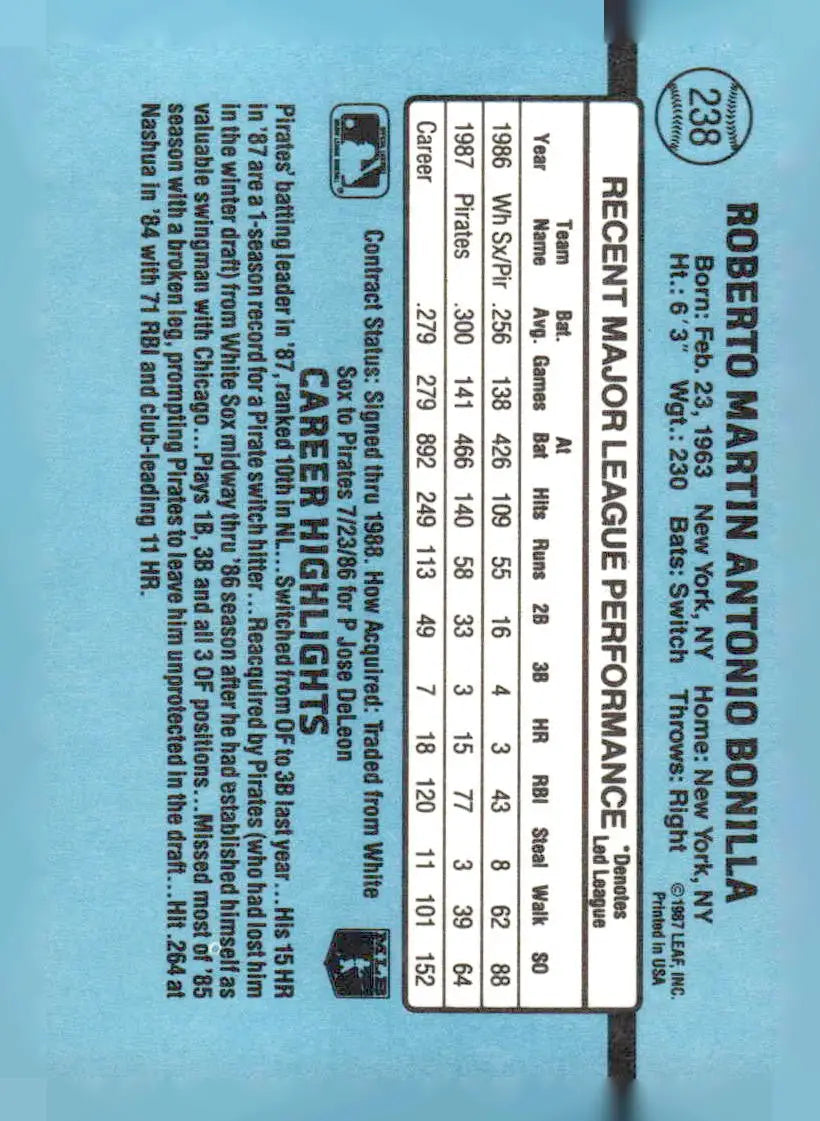 238
ROBERTO MARTIN ANTONIO BONILLA
Born: Feb. 23, 1963 New York, NY Home: New York, NY
Ht.: 6'3" Wgt.: 230 Bats: Switch Throws: Right
©1987 LEAF, INC.
Printed in USA
RECENT MAJOR LEAGUE PERFORMANCE *Denotes Led League
Year Team Name Bat. Avg. Games At Bat Hits Runs 2B 3B HR RBI Steal Walk SO
1986 Wh Sx/Pir .256 138 426 109 55 16 4 3 43 8 62 88
1987 Pirates .300 141 466 140 58 33 3 15 77 3 39 64
Career .279 279 892 249 113 49 7 18 120 11 101 152
Contract Status: Signed thru 1988. How Acquired: Traded from White
Sox to Pirates 7/23/86 for P Jose DeLeon
MLB
CAREER HIGHLIGHTS
Pirates' batting leader in '87, ranked 10th in NL...Switched from OF to 3B last year...His 15 HR
in '87 are a 1-season record for a Pirate switch hitter...Reacquired by Pirates (who had lost him
in the winter draft) from White Sox midway thru '86 season after he had established himself as
valuable swingman with Chicago...Plays 1B, 3B and all 3 OF positions...Missed most of '85
season with a broken leg, prompting Pirates to leave him unprotected in the draft...Hit .264 at
Nashua in '84 with 71 RBI and club-leading 11 HR.